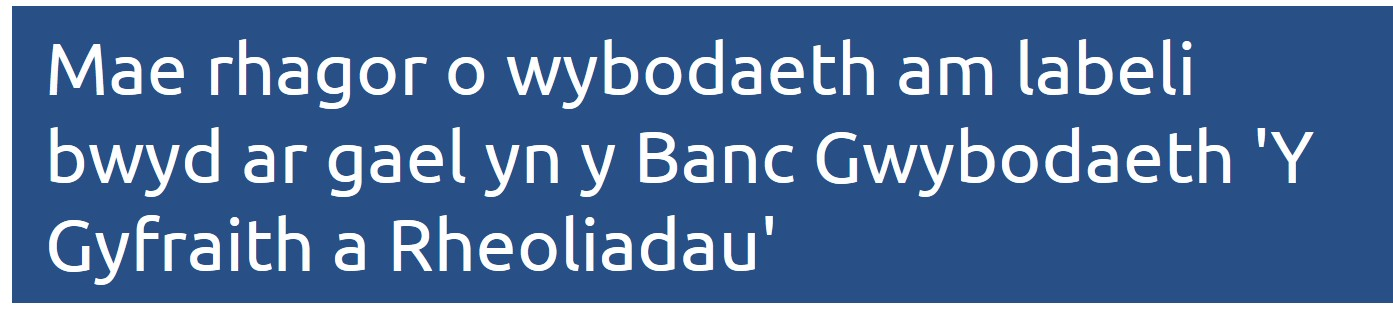 Mae rhagor o wybodaeth am labeli
bwyd ar gael yn y Banc Gwybodaeth 'Y
Gyfraith a Rheoliadau'